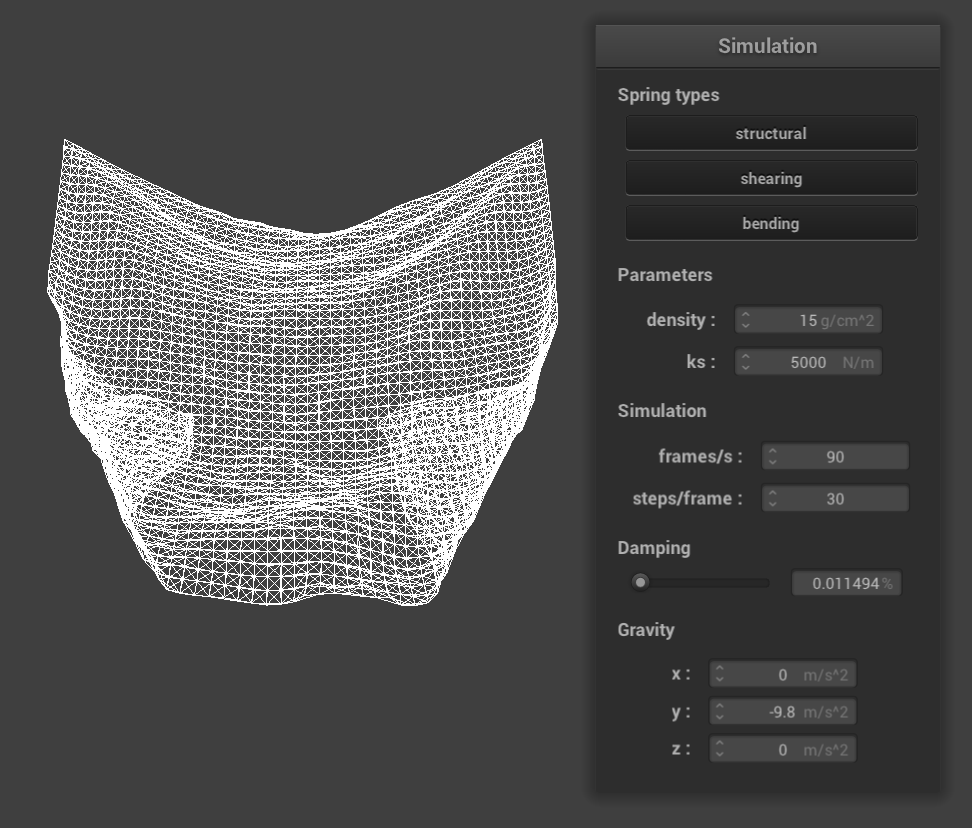 Simulation
Spring types
structural
shearing
bending
Parameters
density : 15 g/cm^2
ks : 5000 N/m
Simulation
frames/s : 90
steps/frame : 30
Damping
0.011494 %
Gravity
x : 0 m/s^2
y : -9.8 m/s^2
z : 0 m/s^2